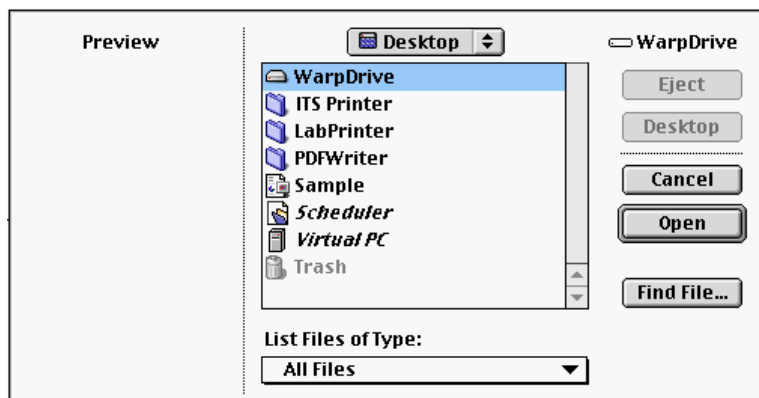 Preview
Desktop
WarpDrive
WarpDrive
ITS Printer
LabPrinter
PDFWriter
Sample
Scheduler
Virtual PC
Trash
Eject
Desktop
Cancel
Open
Find File...
List Files of Type:
All Files